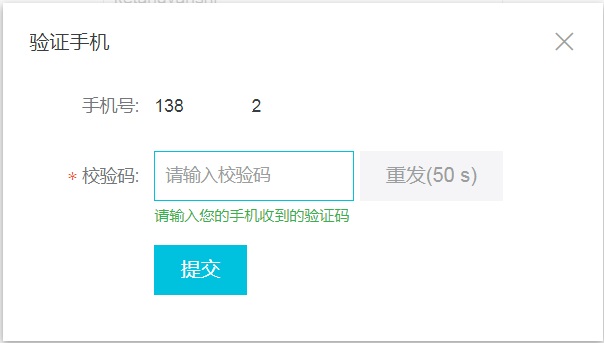 验证手机
手机号: 138 2
* 校验码: 请输入校验码 重发(50 s)
请输入您的手机收到的验证码
提交